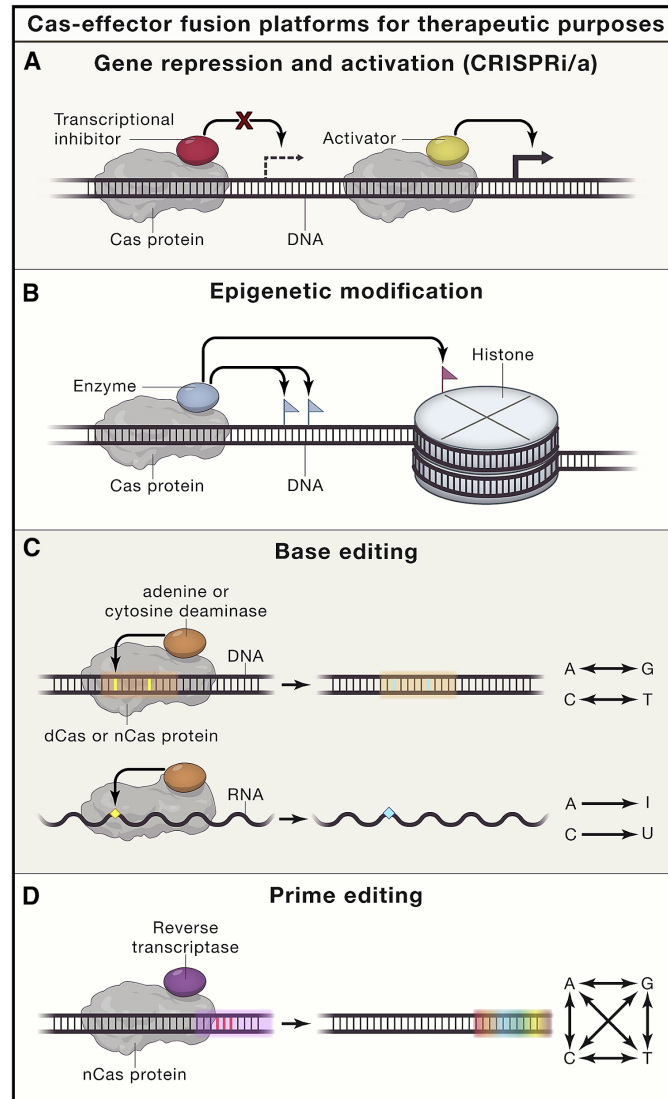 Cas-effector fusion platforms for therapeutic purposes
A
Gene repression and activation (CRISPRi/a)
Transcriptional
inhibitor
X
Activator
Cas protein
DNA
B
Epigenetic modification
Histone
Enzyme
Cas protein
DNA
C
Base editing
adenine or
cytosine deaminase
DNA
A G
C T
dCas or nCas protein
RNA
A I
C U
D
Prime editing
Reverse
transcriptase
A G
C T
nCas protein